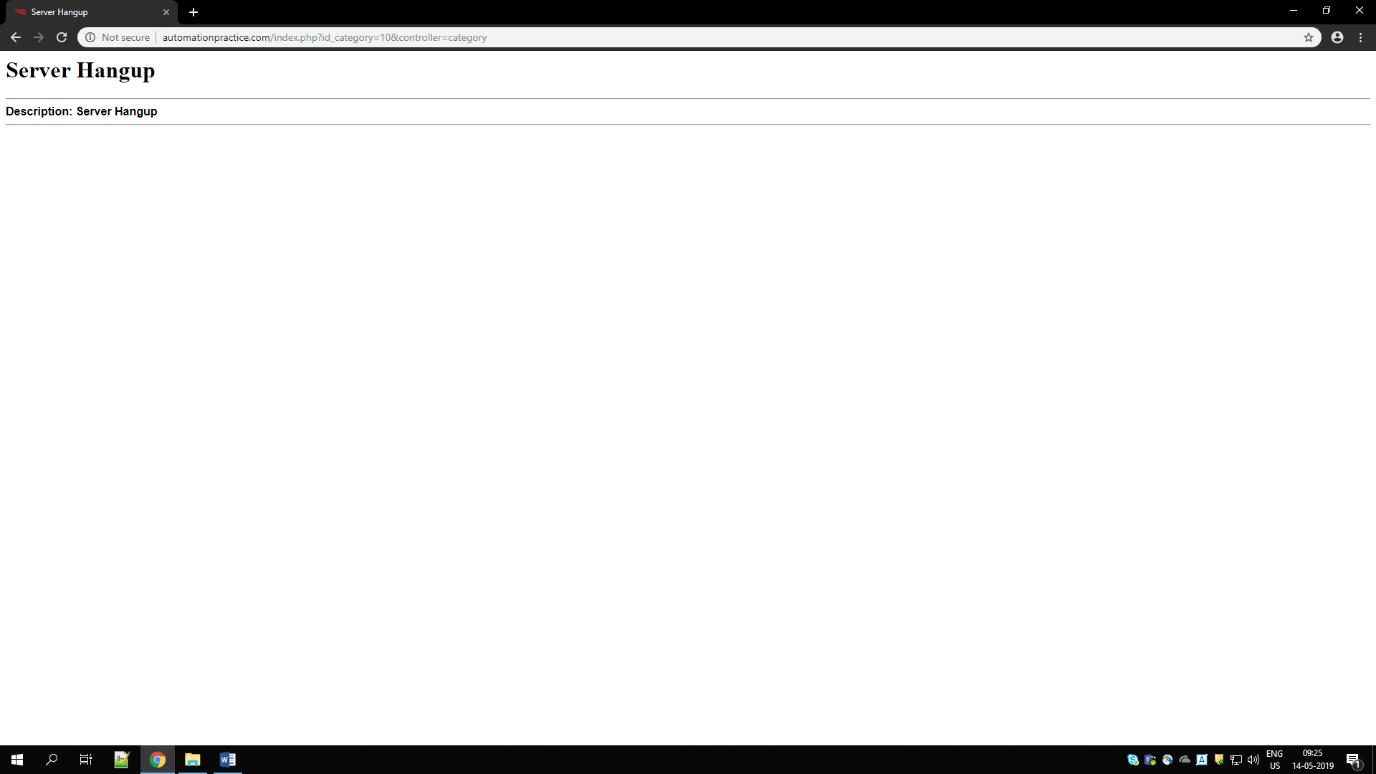 Server Hangup
Not secure
automationpractice.com/index.php?id_category=10&controller=category
Server Hangup
Description: Server Hangup
ENG
US
09:25
14-05-2019
1